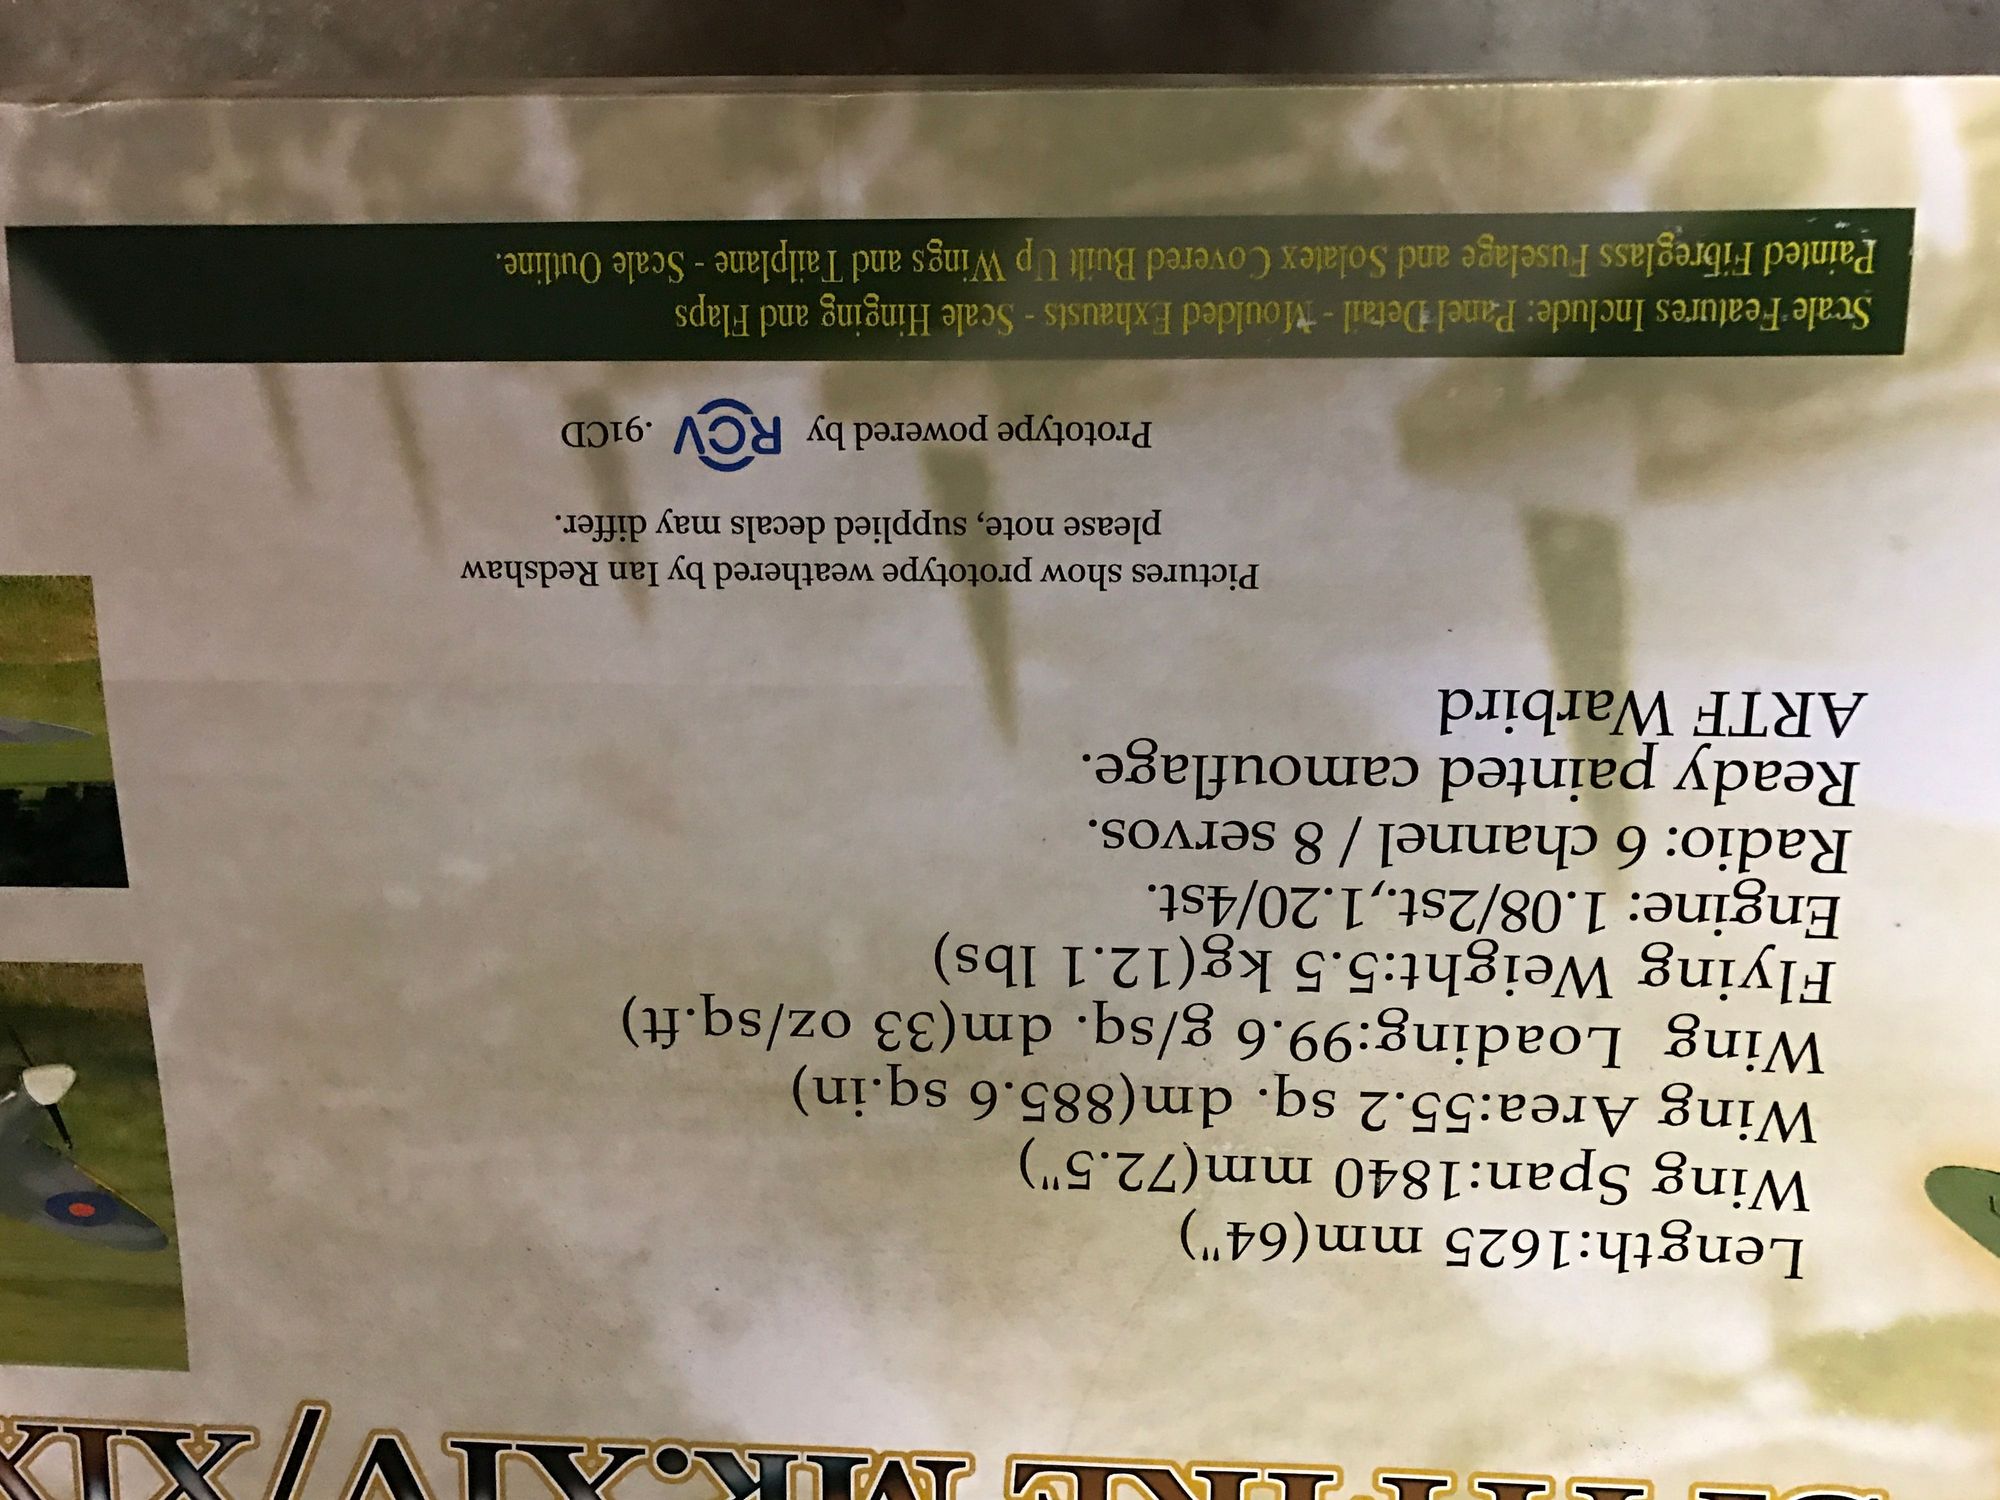 MK.XIV/XIX
Length:1625 mm(64")
Wing Span:1840 mm(72.5")
Wing Area:55.2 sq. dm(885.6 sq.in)
Wing Loading:99.6 g/sq. dm(33 oz/sq.ft)
Flying Weight:5.5 kg(12.1 lbs)
Engine: 1.08/2st.,1.20/4st.
Radio: 6 channel / 8 servos.
Ready painted camouflage.
ARTF Warbird
Pictures show prototype weathered by Ian Redshaw
please note, supplied decals may differ.
Prototype powered by RCV .91CD
Scale Features Include: Panel Detail - Moulded Exhausts - Scale Hinging and Flaps
Painted Fibreglass Fuselage and Solatex Covered Built Up Wings and Tailplane - Scale Outline.